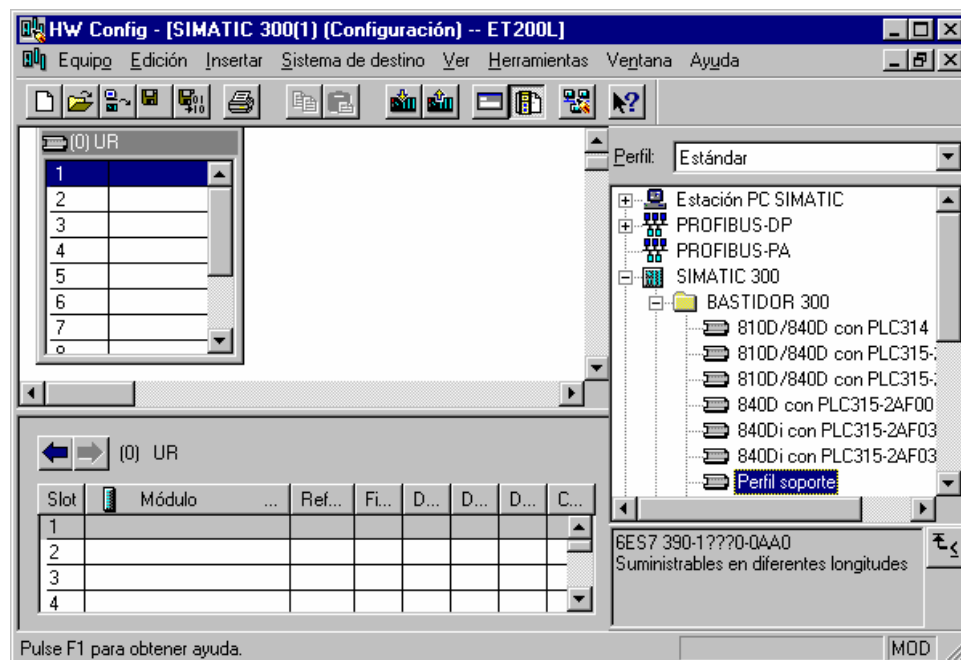 HW Config - [SIMATIC 300(1) (Configuración) -- ET200L]
Equipo Edición Insertar Sistema de destino Ver Herramientas Ventana Ayuda
(0) UR
1
2
3
4
5
6
7
Perfil: Estándar
Estación PC SIMATIC
PROFIBUS-DP
PROFIBUS-PA
SIMATIC 300
BASTIDOR 300
810D/840D con PLC314
810D/840D con PLC315-
810D/840D con PLC315-
840D con PLC315-2AF00
840Di con PLC315-2AF03
840Di con PLC315-2AF03
Perfil soporte
(0) UR
Slot Módulo ... Ref... Fi... D... D... D... C...
1
2
3
4
6ES7 390-1???0-0AA0
Suministrables en diferentes longitudes
Pulse F1 para obtener ayuda. MOD